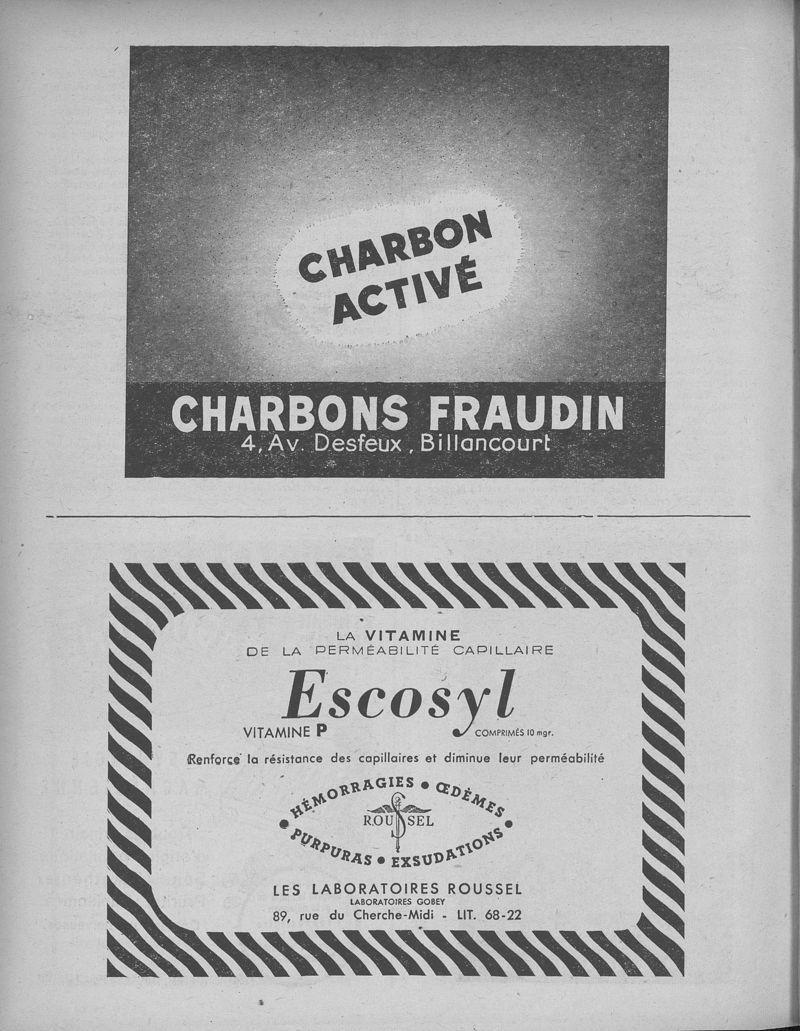 CHARBON
ACTIVÉ
CHARBONS FRAUDIN
4, Av. Desfeux, Billancourt
LA VITAMINE
DE LA PERMÉABILITÉ CAPILLAIRE
Escosyl
VITAMINE P
COMPRIMÉS 10 mgr.
Renforce la résistance des capillaires et diminue leur perméabilité
HÉMORRAGIES • ŒDÈMES
ROUSSEL
• PURPURAS • EXSUDATIONS •
LES LABORATOIRES ROUSSEL
LABORATOIRES GOBEY
89, rue du Cherche-Midi - LIT. 68-22